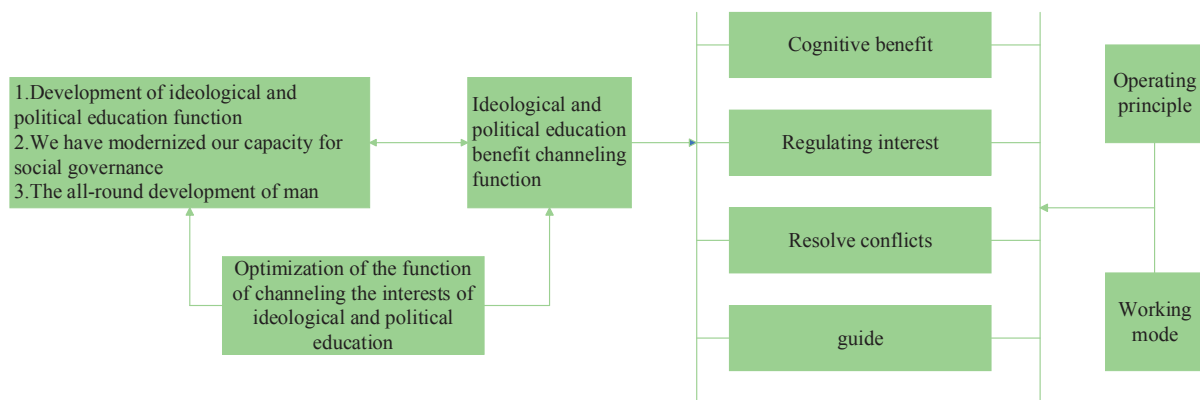 1.Development of ideological and
political education function
2.We have modernized our capacity for
social governance
3.The all-round development of man
Ideological and
political education
benefit channeling
function
Optimization of the function
of channeling the interests of
ideological and political
education
Cognitive benefit
Regulating interest
Resolve conflicts
guide
Operating
principle
Working
mode